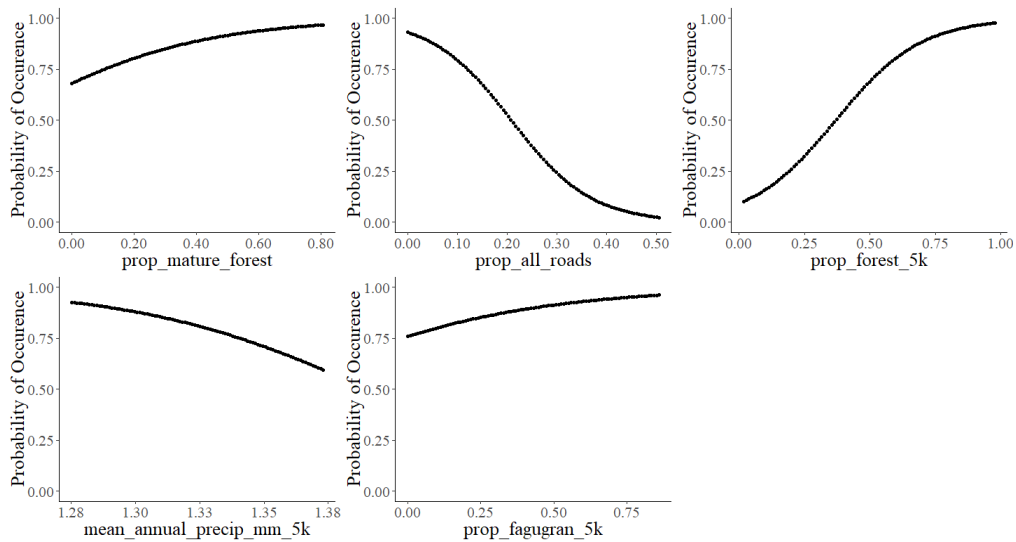 Probability of Occurence
1.00
0.75
0.50
0.25
0.00
0.00 0.20 0.40 0.60 0.80
prop_mature_forest
Probability of Occurence
1.00
0.75
0.50
0.25
0.00
0.00 0.10 0.20 0.30 0.40 0.50
prop_all_roads
Probability of Occurence
1.00
0.75
0.50
0.25
0.00
0.00 0.25 0.50 0.75 1.00
prop_forest_5k
Probability of Occurence
1.00
0.75
0.50
0.25
0.00
1.28 1.30 1.33 1.35 1.38
mean_annual_precip_mm_5k
Probability of Occurence
1.00
0.75
0.50
0.25
0.00
0.00 0.25 0.50 0.75
prop_fagugran_5k